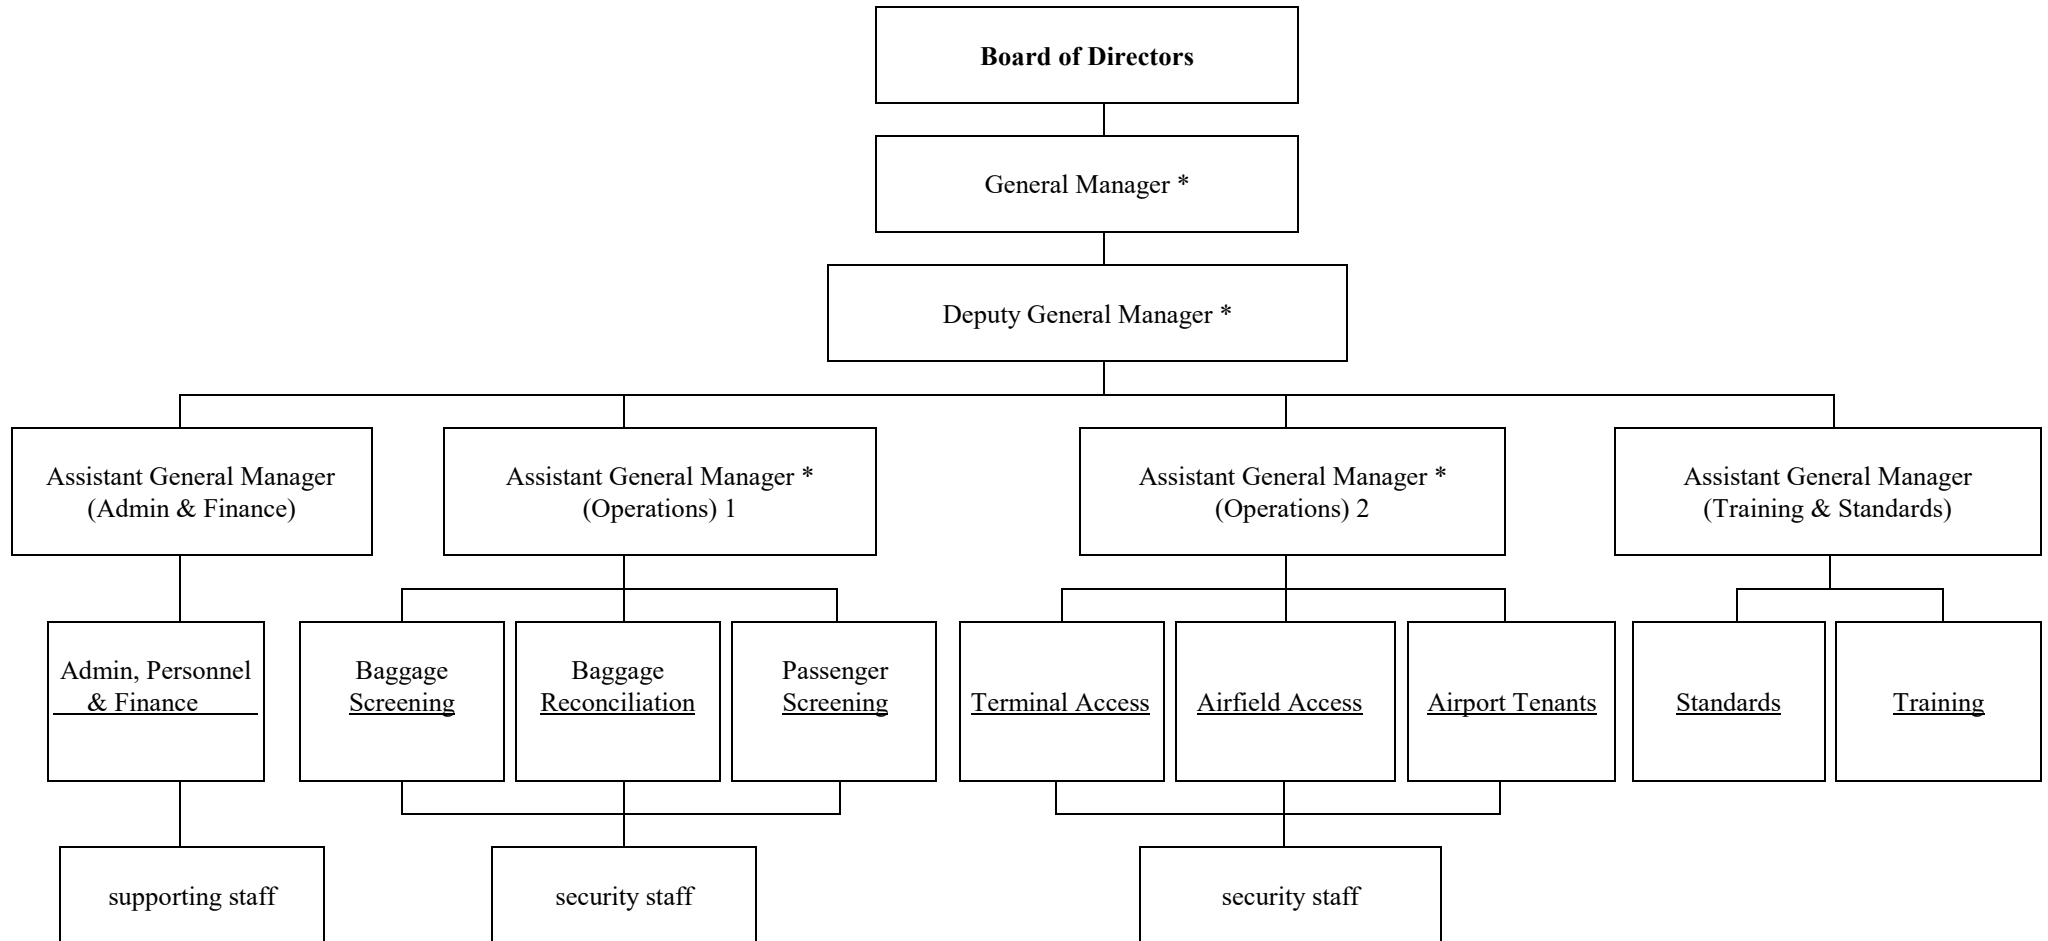 Board of Directors
General Manager *
Deputy General Manager *
Assistant General Manager
(Admin & Finance)
Assistant General Manager *
(Operations) 1
Assistant General Manager *
(Operations) 2
Assistant General Manager
(Training & Standards)
Admin, Personnel
& Finance
Baggage
Screening
Baggage
Reconciliation
Passenger
Screening
Terminal Access
Airfield Access
Airport Tenants
Standards
Training
supporting staff
security staff
security staff